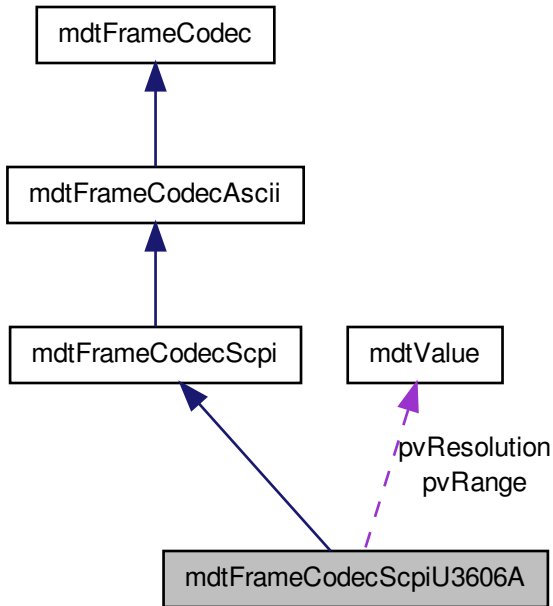 mdtFrameCodec
mdtFrameCodecAscii
mdtFrameCodecScpi
mdtValue
pvResolution
pvRange
mdtFrameCodecScpiU3606A